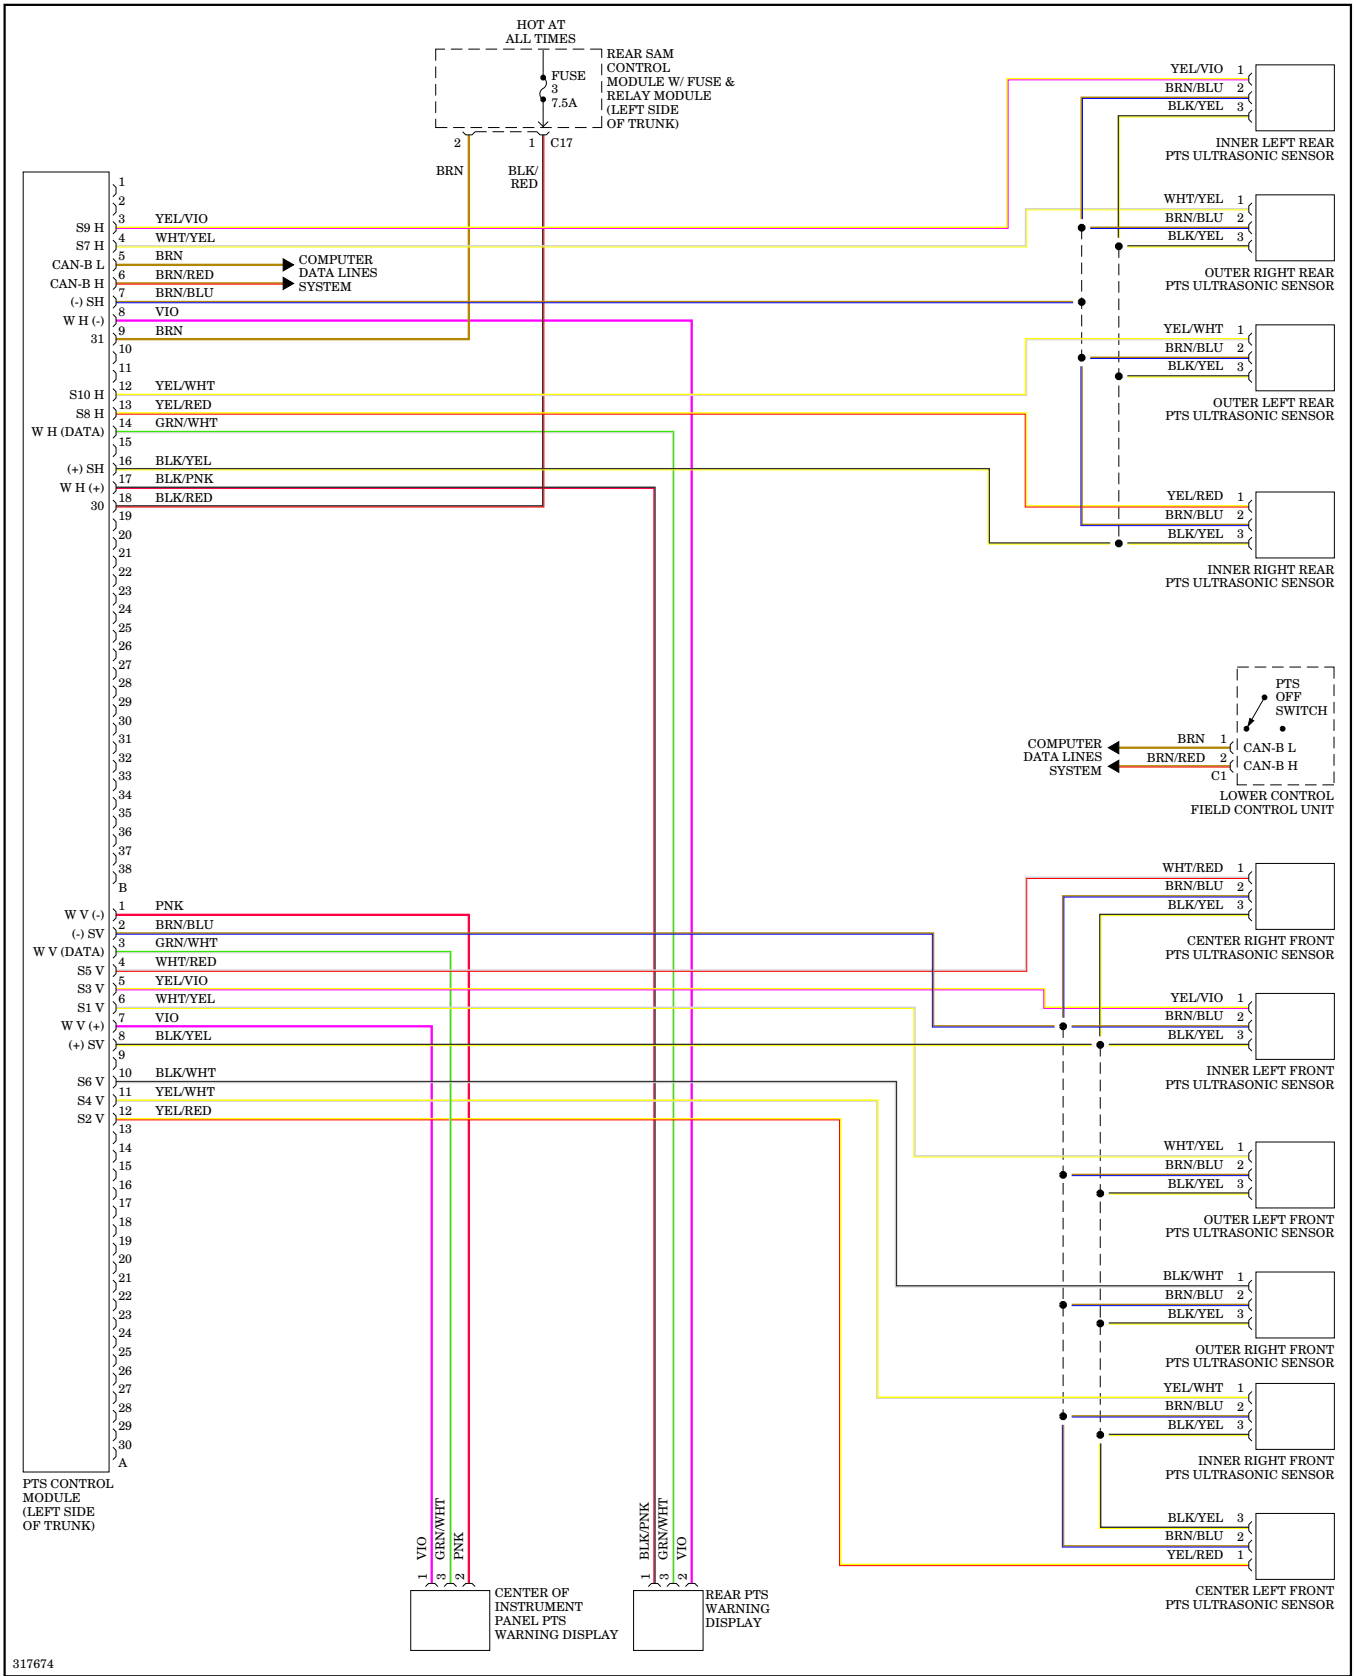 HOT AT
ALL TIMES
FUSE
3
7.5A
REAR SAM
CONTROL
MODULE W/ FUSE &
RELAY MODULE
(LEFT SIDE
OF TRUNK)
2 1 C17
BRN BLK/
RED
YEL/VIO 1
BRN/BLU 2
BLK/YEL 3
INNER LEFT REAR
PTS ULTRASONIC SENSOR
WHT/YEL 1
BRN/BLU 2
BLK/YEL 3
OUTER RIGHT REAR
PTS ULTRASONIC SENSOR
YEL/WHT 1
BRN/BLU 2
BLK/YEL 3
OUTER LEFT REAR
PTS ULTRASONIC SENSOR
YEL/RED 1
BRN/BLU 2
BLK/YEL 3
INNER RIGHT REAR
PTS ULTRASONIC SENSOR
1
2
S9 H 3 YEL/VIO
S7 H 4 WHT/YEL
CAN-B L 5 BRN
CAN-B H 6 BRN/RED
COMPUTER
DATA LINES
SYSTEM
(-) SH 7 BRN/BLU
W H (-) 8 VIO
31 9 BRN
10
11
S10 H 12 YEL/WHT
S8 H 13 YEL/RED
W H (DATA) 14 GRN/WHT
15
(+) SH 16 BLK/YEL
W H (+) 17 BLK/PNK
30 18 BLK/RED
19
20
21
22
23
24
25
26
27
28
29
30
31
32
33
34
35
36
37
38
B
PTS
OFF
SWITCH
COMPUTER
DATA LINES
SYSTEM
BRN 1 CAN-B L
BRN/RED 2 CAN-B H
C1
LOWER CONTROL
FIELD CONTROL UNIT
W V (-) 1 PNK
(-) SV 2 BRN/BLU
W V (DATA) 3 GRN/WHT
S5 V 4 WHT/RED
S3 V 5 YEL/VIO
S1 V 6 WHT/YEL
W V (+) 7 VIO
(+) SV 8 BLK/YEL
9
S6 V 10 BLK/WHT
S4 V 11 YEL/WHT
S2 V 12 YEL/RED
13
14
15
16
17
18
19
20
21
22
23
24
25
26
27
28
29
30
A
PTS CONTROL
MODULE
(LEFT SIDE
OF TRUNK)
WHT/RED 1
BRN/BLU 2
BLK/YEL 3
CENTER RIGHT FRONT
PTS ULTRASONIC SENSOR
YEL/VIO 1
BRN/BLU 2
BLK/YEL 3
INNER LEFT FRONT
PTS ULTRASONIC SENSOR
WHT/YEL 1
BRN/BLU 2
BLK/YEL 3
OUTER LEFT FRONT
PTS ULTRASONIC SENSOR
BLK/WHT 1
BRN/BLU 2
BLK/YEL 3
OUTER RIGHT FRONT
PTS ULTRASONIC SENSOR
YEL/WHT 1
BRN/BLU 2
BLK/YEL 3
INNER RIGHT FRONT
PTS ULTRASONIC SENSOR
BLK/YEL 3
BRN/BLU 2
YEL/RED 1
CENTER LEFT FRONT
PTS ULTRASONIC SENSOR
VIO 1
GRN/WHT 3
PNK 2
CENTER OF
INSTRUMENT
PANEL PTS
WARNING DISPLAY
BLK/PNK 1
GRN/WHT 3
VIO 2
REAR PTS
WARNING
DISPLAY
317674